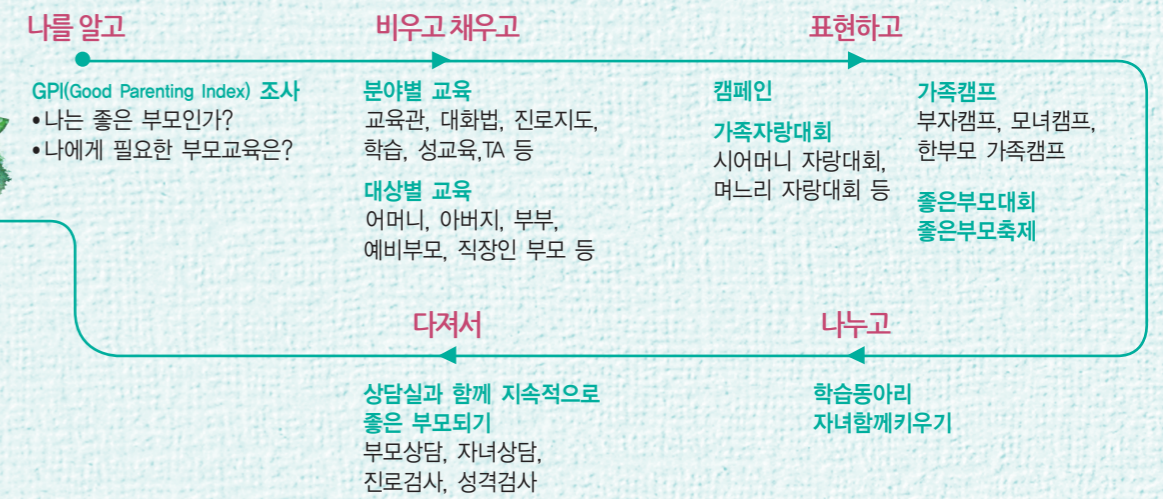 나를 알고
GPI(Good Parenting Index) 조사
•나는 좋은 부모인가?
•나에게 필요한 부모교육은?
비우고 채우고
분야별 교육
교육관, 대화법, 진로지도,
학습, 성교육,TA 등
대상별 교육
어머니, 아버지, 부부,
예비부모, 직장인 부모 등
표현하고
캠페인
가족자랑대회
시어머니 자랑대회,
며느리 자랑대회 등
가족캠프
부자캠프, 모녀캠프,
한부모 가족캠프
좋은부모대회
좋은부모축제
나누고
학습동아리
자녀함께키우기
다져서
상담실과 함께 지속적으로
좋은 부모되기
부모상담, 자녀상담,
진로검사, 성격검사